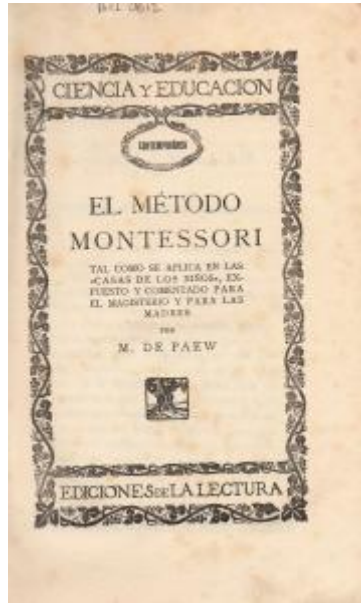 CIENCIA Y EDUCACION
CONTEMPORÁNEA
EL MÉTODO
MONTESSORI
TAL COMO SE APLICA EN LAS
«CASAS DE LOS NIÑOS», EX-
PUESTO Y COMENTADO PARA
EL MAGISTERIO Y PARA LAS
MADRES
POR
M. DE PAEW
EDICIONES DE LA LECTURA